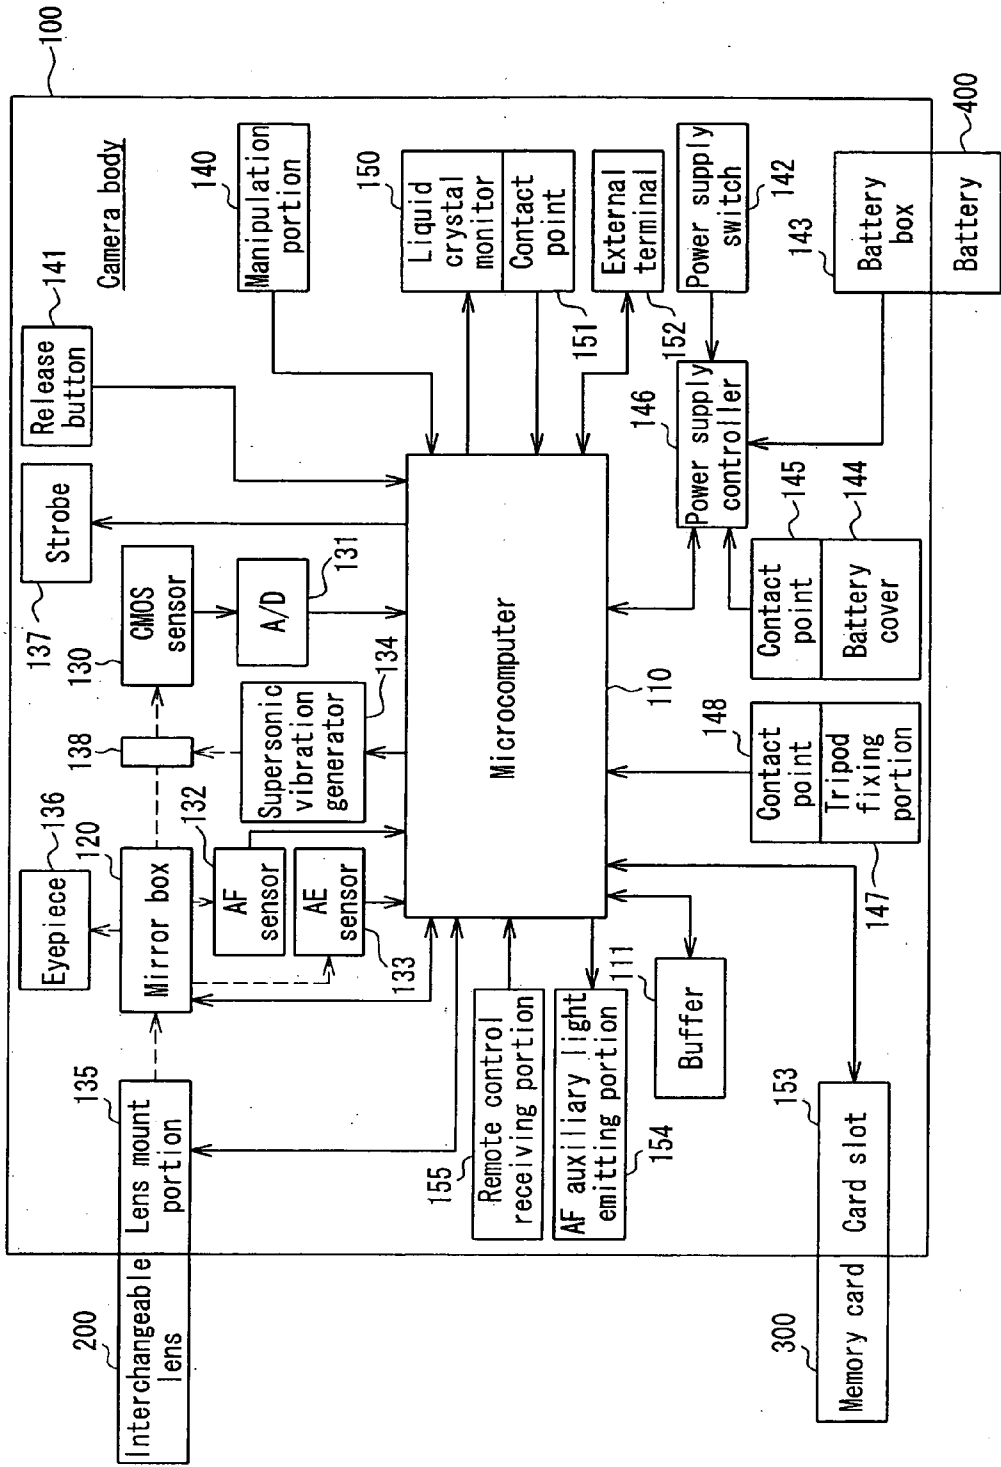 100
Camera body
200
Interchangeable
lens
135
Lens mount
portion
136
Eyepiece
120
Mirror box
138
130
CMOS
sensor
137
Strobe
141
Release
button
140
Manipulation
portion
132
AF
sensor
133
AE
sensor
134
Supersonic
vibration
generator
131
A/D
150
Liquid
crystal
monitor
151
Contact
point
155
Remote control
receiving portion
154
AF auxiliary light
emitting portion
111
Buffer
110
Microcomputer
152
External
terminal
142
Power supply
switch
146
Power supply
controller
300
Memory card
153
Card slot
148
Contact
point
147
Tripod
fixing
portion
145
Contact
point
144
Battery
cover
143
Battery
box
400
Battery